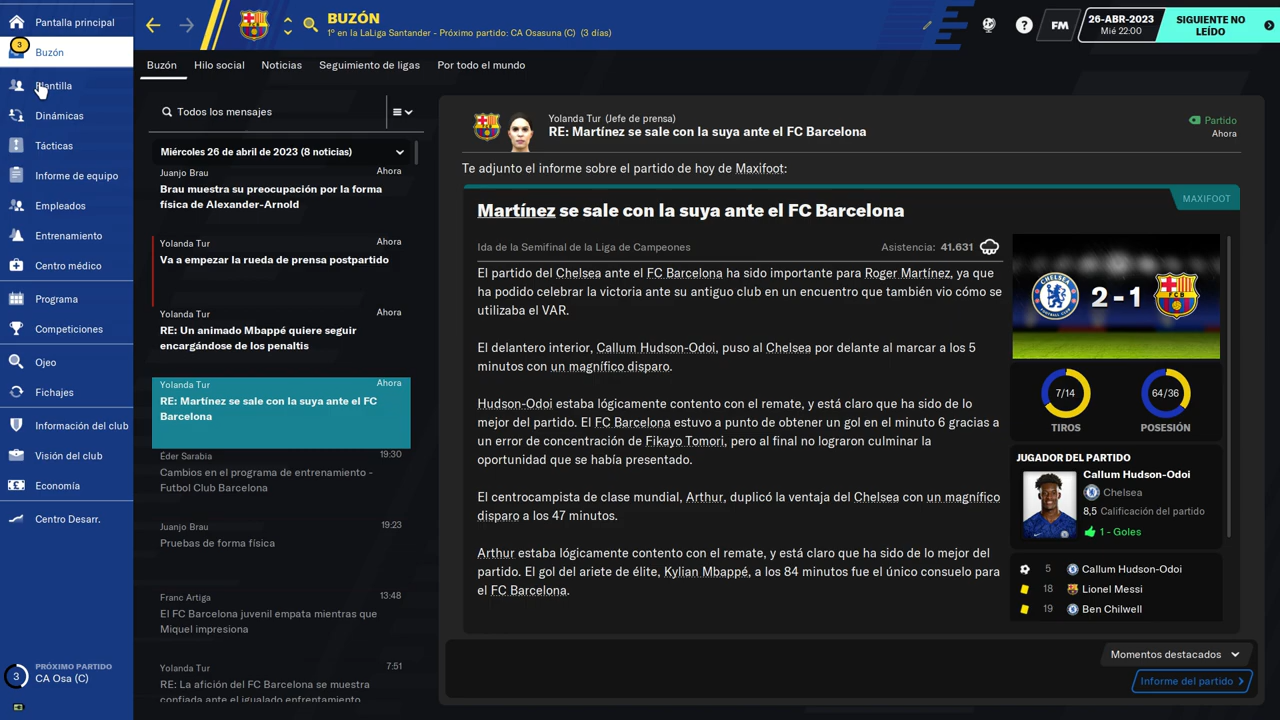 Pantalla principal
3
Buzón
Plantilla
Dinámicas
Tácticas
Informe de equipo
Empleados
Entrenamiento
Centro médico
Programa
Competiciones
Ojeo
Fichajes
Información del club
Visión del club
Economía
Centro Desarr.
3
PRÓXIMO PARTIDO
CA Osa (C)
BUZÓN
1º en la LaLiga Santander - Próximo partido: CA Osasuna (C) (3 días)
FM
26-ABR-2023
Mié 22:00
SIGUIENTE NO
LEÍDO
Buzón
Hilo social
Noticias
Seguimiento de ligas
Por todo el mundo
Todos los mensajes
Miércoles 26 de abril de 2023 (8 noticias)
Juanjo Brau Ahora
Brau muestra su preocupación por la forma
física de Alexander-Arnold
Yolanda Tur Ahora
Va a empezar la rueda de prensa postpartido
Yolanda Tur Ahora
RE: Un animado Mbappé quiere seguir
encargándose de los penaltis
Yolanda Tur Ahora
RE: Martínez se sale con la suya ante el FC
Barcelona
Éder Sarabia 19:30
Cambios en el programa de entrenamiento -
Futbol Club Barcelona
Juanjo Brau 19:23
Pruebas de forma física
Franc Artiga 13:48
El FC Barcelona juvenil empata mientras que
Miquel impresiona
Yolanda Tur 7:51
RE: La afición del FC Barcelona se muestra
confiada ante el igualado enfrentamiento
Yolanda Tur (Jefe de prensa)
RE: Martínez se sale con la suya ante el FC Barcelona
Partido
Ahora
Te adjunto el informe sobre el partido de hoy de Maxifoot:
MAXIFOOT
Martínez se sale con la suya ante el FC Barcelona
Ida de la Semifinal de la Liga de Campeones
Asistencia: 41.631
El partido del Chelsea ante el FC Barcelona ha sido importante para Roger Martínez, ya que
ha podido celebrar la victoria ante su antiguo club en un encuentro que también vio cómo se
utilizaba el VAR.
El delantero interior, Callum Hudson-Odoi, puso al Chelsea por delante al marcar a los 5
minutos con un magnífico disparo.
Hudson-Odoi estaba lógicamente contento con el remate, y está claro que ha sido de lo
mejor del partido. El FC Barcelona estuvo a punto de obtener un gol en el minuto 6 gracias a
un error de concentración de Fikayo Tomori, pero al final no lograron culminar la
oportunidad que se había presentado.
El centrocampista de clase mundial, Arthur, duplicó la ventaja del Chelsea con un magnífico
disparo a los 47 minutos.
Arthur estaba lógicamente contento con el remate, y está claro que ha sido de lo mejor del
partido. El gol del ariete de élite, Kylian Mbappé, a los 84 minutos fue el único consuelo para
el FC Barcelona.
2 - 1
7/14
TIROS
64/36
POSESIÓN
JUGADOR DEL PARTIDO
Callum Hudson-Odoi
Chelsea
8,5 Calificación del partido
1 - Goles
5 Callum Hudson-Odoi
18 Lionel Messi
19 Ben Chilwell
Momentos destacados
Informe del partido